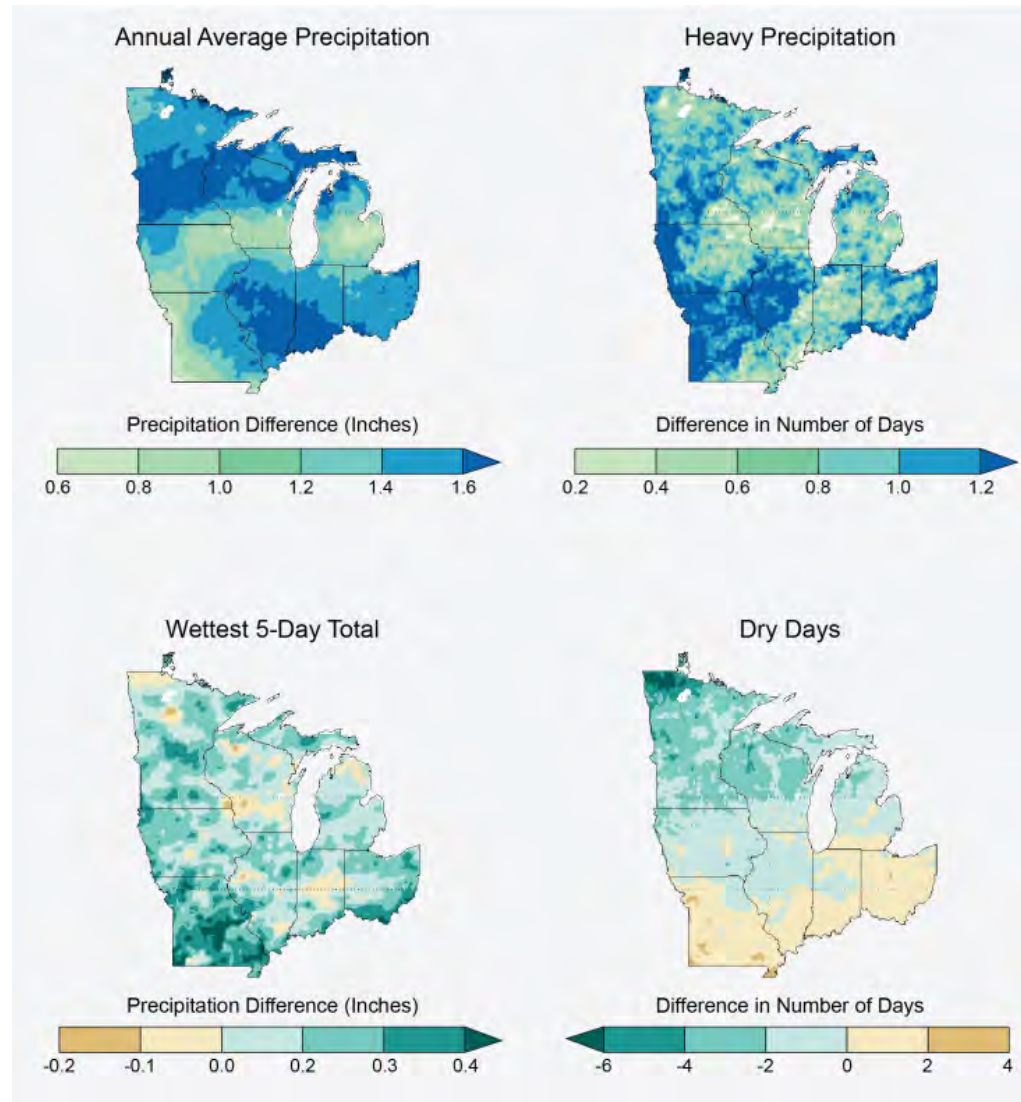 Annual Average Precipitation
Precipitation Difference (Inches)
0.6 0.8 1.0 1.2 1.4 1.6
Heavy Precipitation
Difference in Number of Days
0.2 0.4 0.6 0.8 1.0 1.2
Wettest 5-Day Total
Precipitation Difference (Inches)
-0.2 -0.1 0.0 0.2 0.3 0.4
Dry Days
Difference in Number of Days
-6 -4 -2 0 2 4